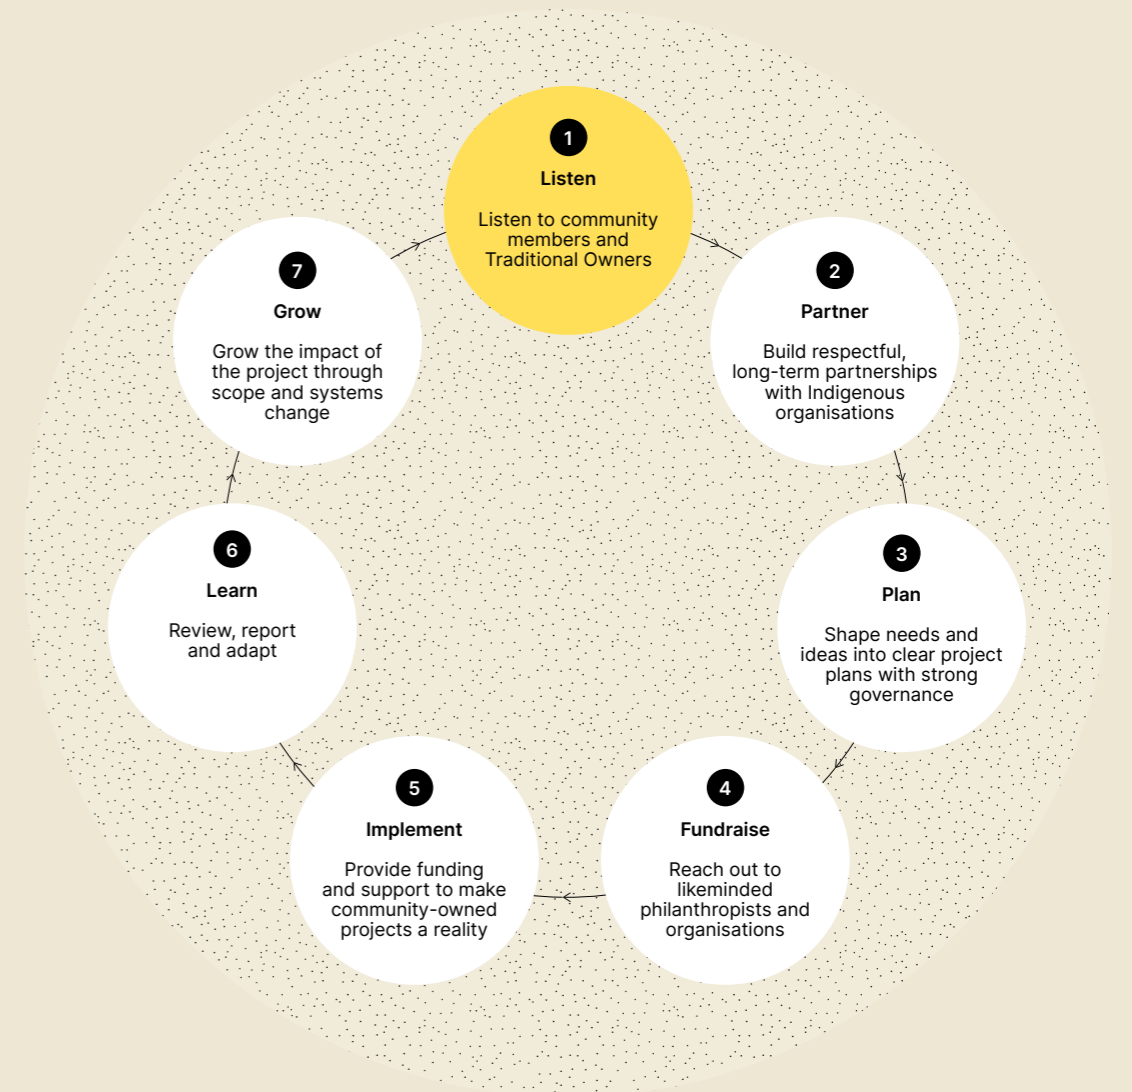 1
Listen
Listen to community
members and
Traditional Owners
2
Partner
Build respectful,
long-term partnerships
with Indigenous
organisations
3
Plan
Shape needs and
ideas into clear project
plans with strong
governance
4
Fundraise
Reach out to
likeminded
philanthropists and
organisations
5
Implement
Provide funding
and support to make
community-owned
projects a reality
6
Learn
Review, report
and adapt
7
Grow
Grow the impact of
the project through
scope and systems
change